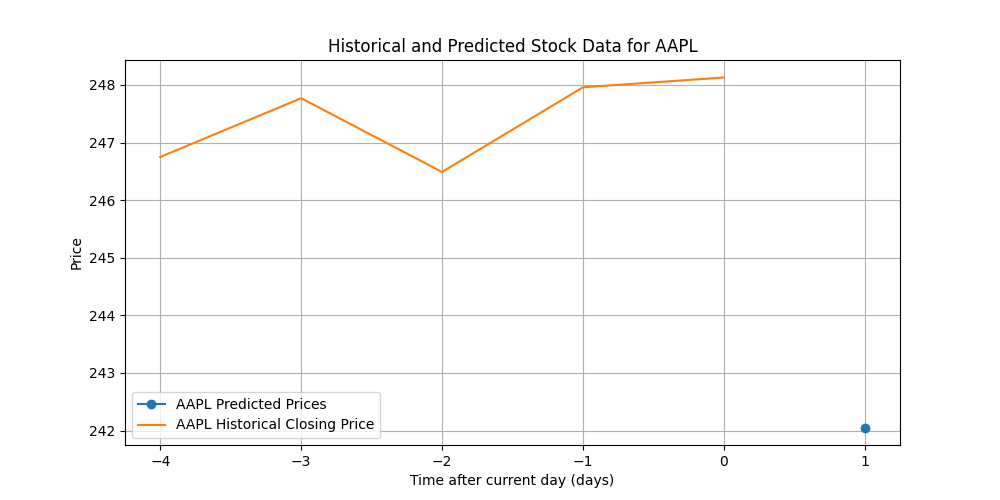 Historical and Predicted Stock Data for AAPL
248
247
246
245
244
243
242
Price
AAPL Predicted Prices
AAPL Historical Closing Price
−4 −3 −2 −1 0 1
Time after current day (days)